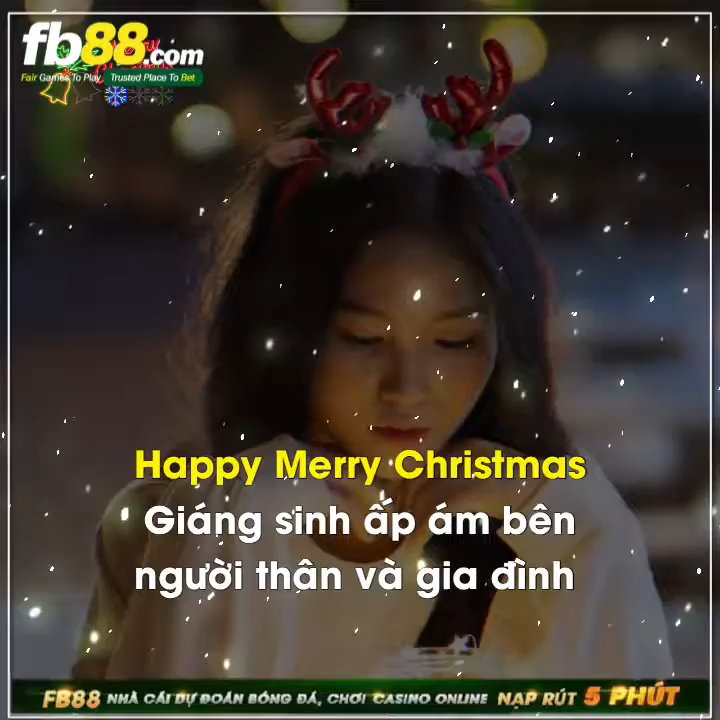 fb88.com
Fair Games To Play Trusted Place To Bet
Happy Merry Christmas
Giáng sinh ấp ám bên
người thân và gia đình
FB88 NHÀ CÁI DỰ ĐOÁN BÓNG ĐÁ, CHƠI CASINO ONLINE NẠP RÚT 5 PHÚT